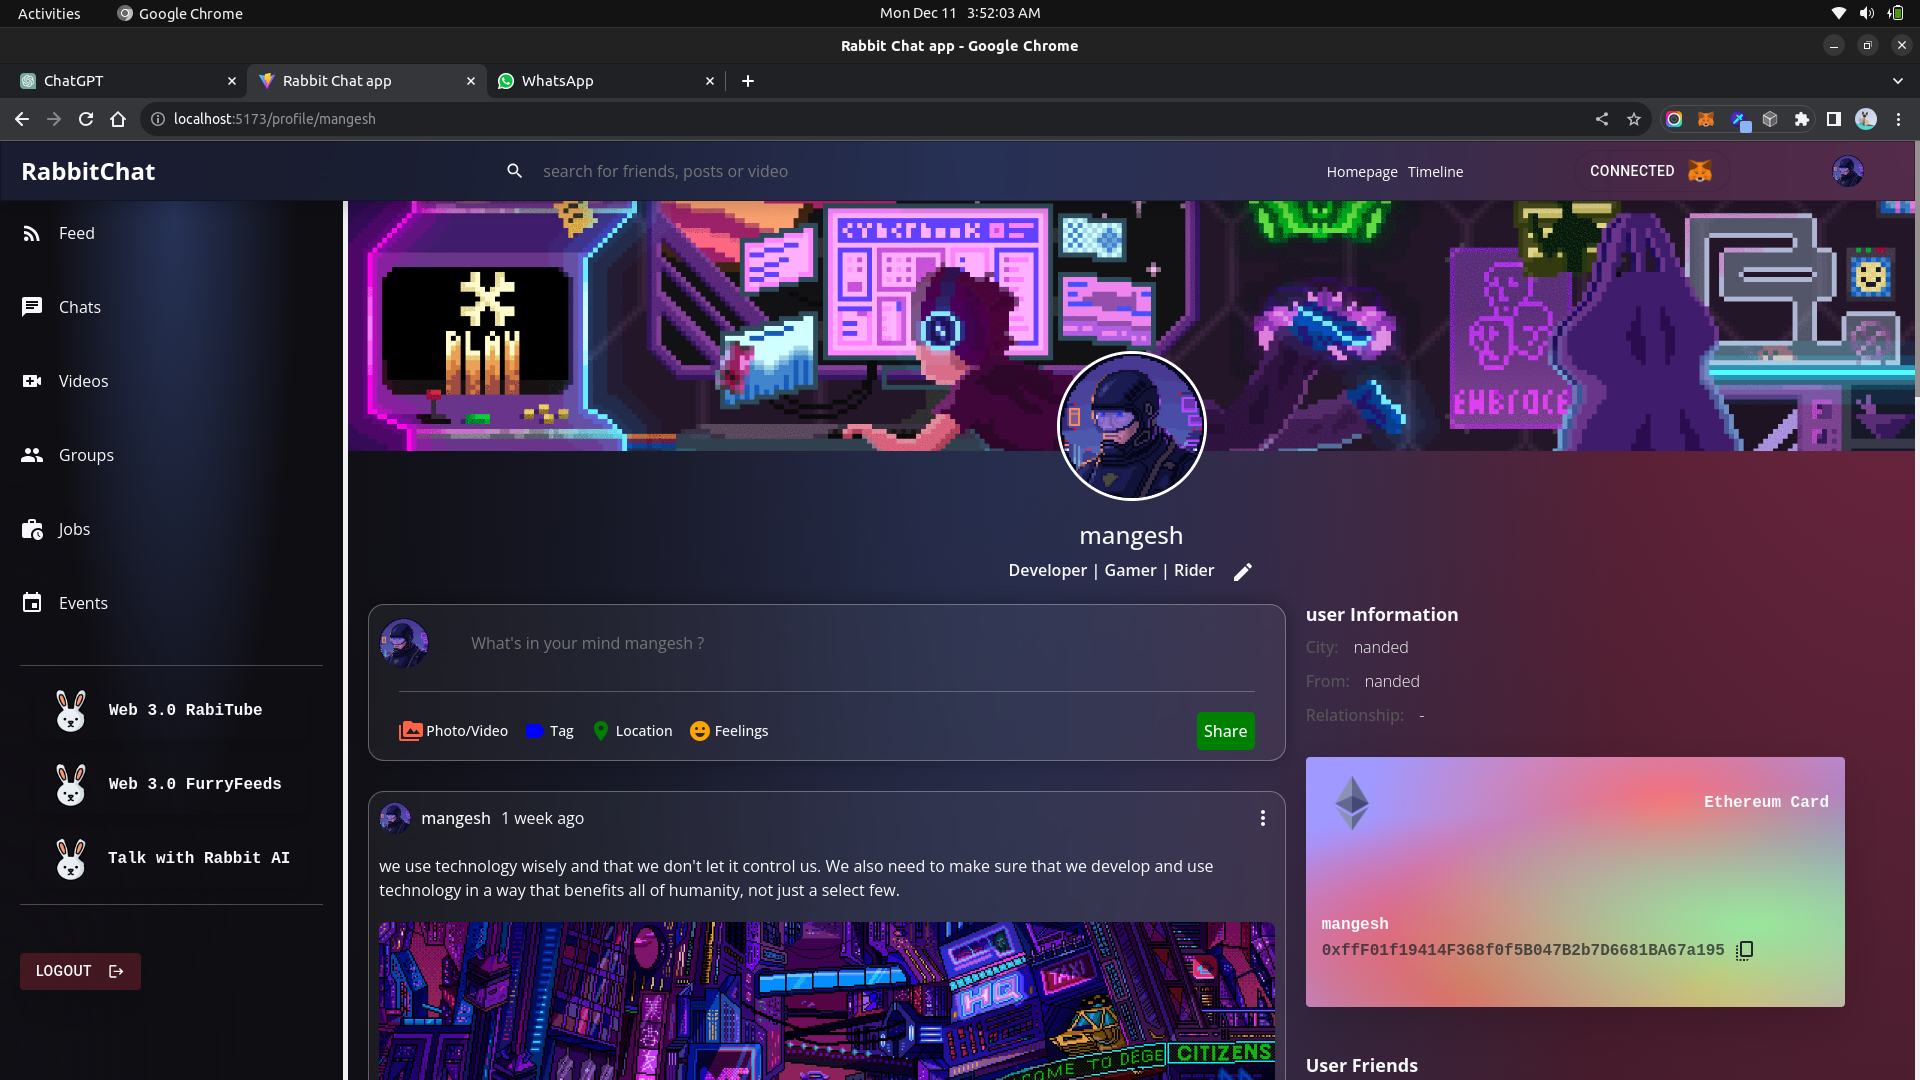 Activities Google Chrome Mon Dec 11 3:52:03 AM
Rabbit Chat app - Google Chrome
ChatGPT Rabbit Chat app WhatsApp
localhost:5173/profile/mangesh
RabbitChat search for friends, posts or video Homepage Timeline CONNECTED
Feed
Chats
Videos
Groups
Jobs
Events
Web 3.0 RabiTube
Web 3.0 FurryFeeds
Talk with Rabbit AI
LOGOUT
CYBERPUNK
EMBRACE
mangesh
Developer | Gamer | Rider
What's in your mind mangesh ?
Photo/Video Tag Location Feelings Share
mangesh 1 week ago
we use technology wisely and that we don't let it control us. We also need to make sure that we develop and use
technology in a way that benefits all of humanity, not just a select few.
HQ
TAXI
COME TO DEGE CITIZENS
user Information
City: nanded
From: nanded
Relationship: -
Ethereum Card
mangesh
0xffF01f19414F368f0f5B047B2b7D6681BA67a195
User Friends